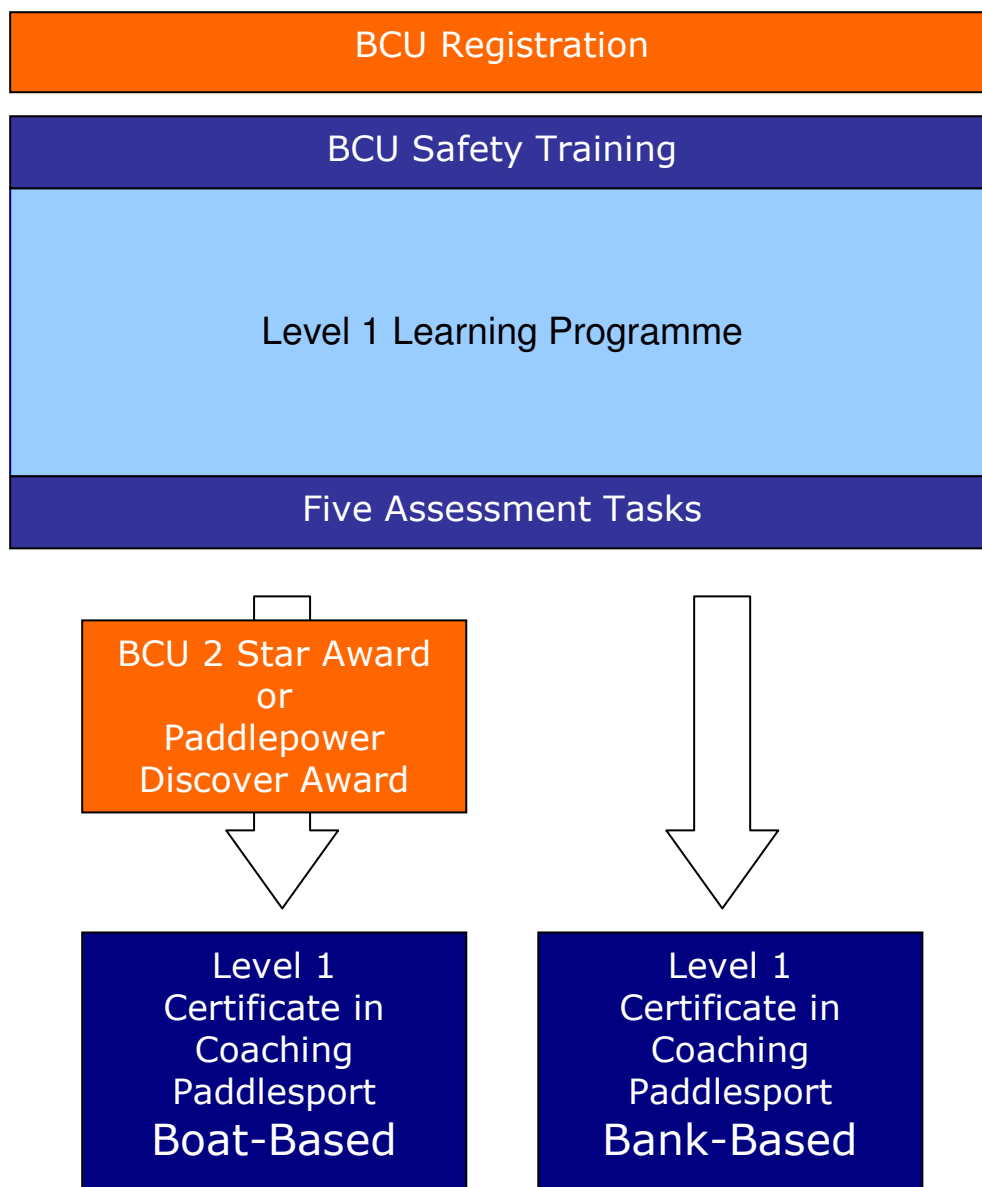 BCU Registration
BCU Safety Training
Level 1 Learning Programme
Five Assessment Tasks
BCU 2 Star Award
or
Paddlepower
Discover Award
Level 1
Certificate in
Coaching
Paddlesport
Boat-Based
Level 1
Certificate in
Coaching
Paddlesport
Bank-Based